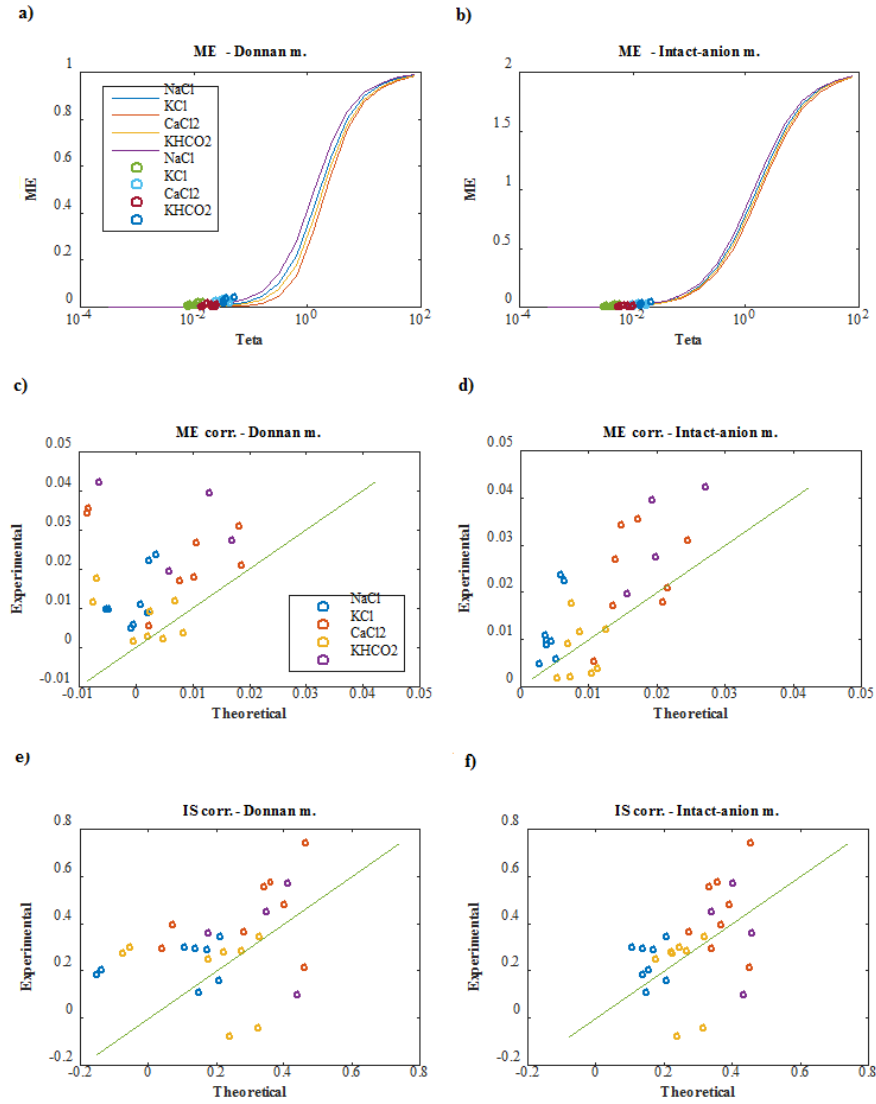 a)
ME - Donnan m.
1
0.8
0.6
0.4
0.2
0
ME
NaCl
KCl
CaCl2
KHCO2
NaCl
KCl
CaCl2
KHCO2
10-4
10-2
100
102
Teta
b)
ME - Intact-anion m.
2
1.5
1
0.5
0
ME
10-4
10-2
100
102
Teta
c)
ME corr. - Donnan m.
0.05
0.04
0.03
0.02
0.01
0
-0.01
Experimental
NaCl
KCl
CaCl2
KHCO2
-0.01
0
0.01
0.02
0.03
0.04
0.05
Theoretical
d)
ME corr. - Intact-anion m.
0.05
0.04
0.03
0.02
0.01
0
Experimental
0
0.01
0.02
0.03
0.04
0.05
Theoretical
e)
IS corr. - Donnan m.
0.8
0.6
0.4
0.2
0
-0.2
Experimental
-0.2
0
0.2
0.4
0.6
0.8
Theoretical
f)
IS corr. - Intact-anion m.
0.8
0.6
0.4
0.2
0
-0.2
Experimental
-0.2
0
0.2
0.4
0.6
0.8
Theoretical